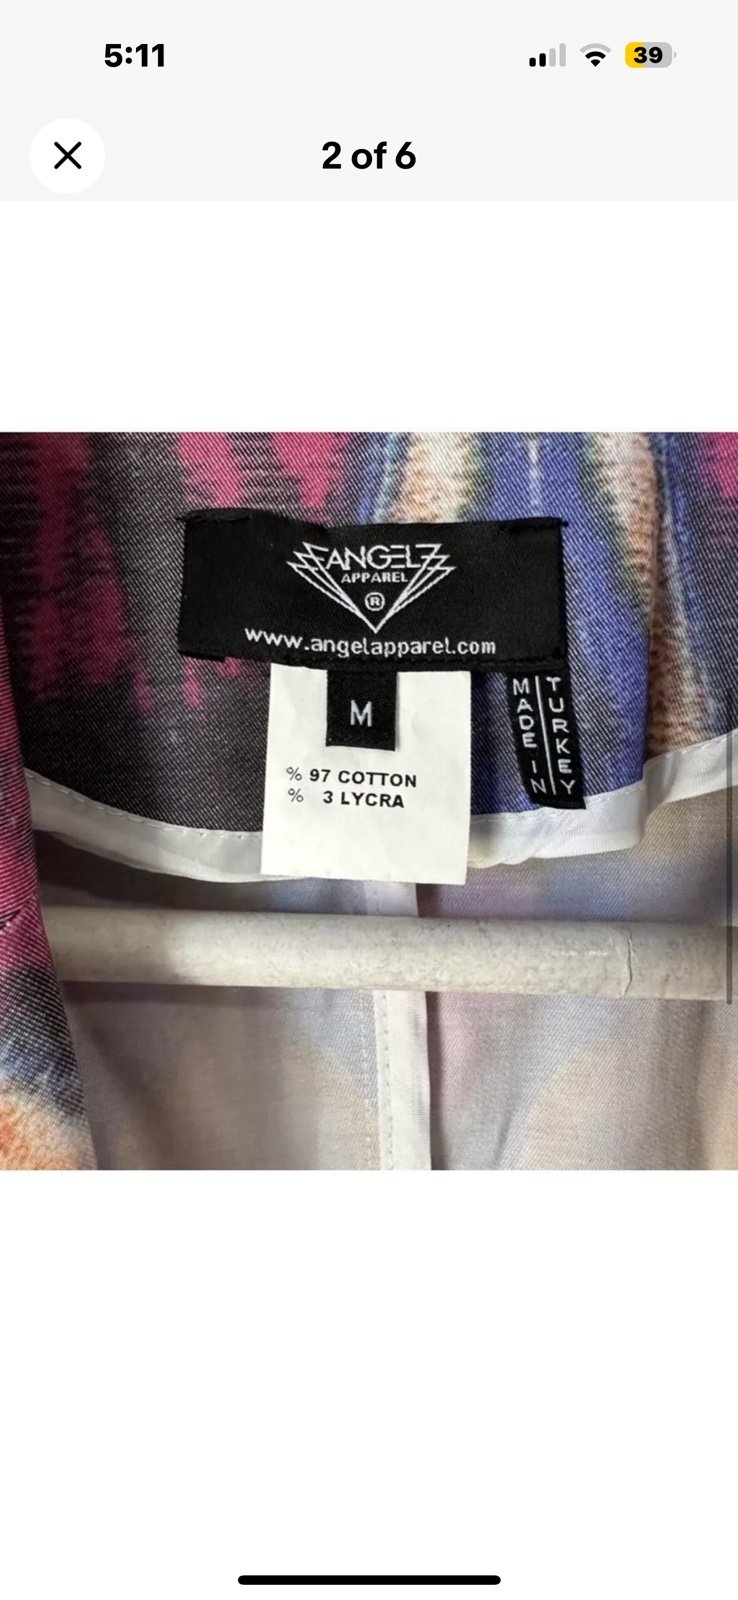 5:11
39
2 of 6
ANGEL
APPAREL
®
www.angelapparel.com
M
% 97 COTTON
% 3 LYCRA
MADE IN
TURKEY